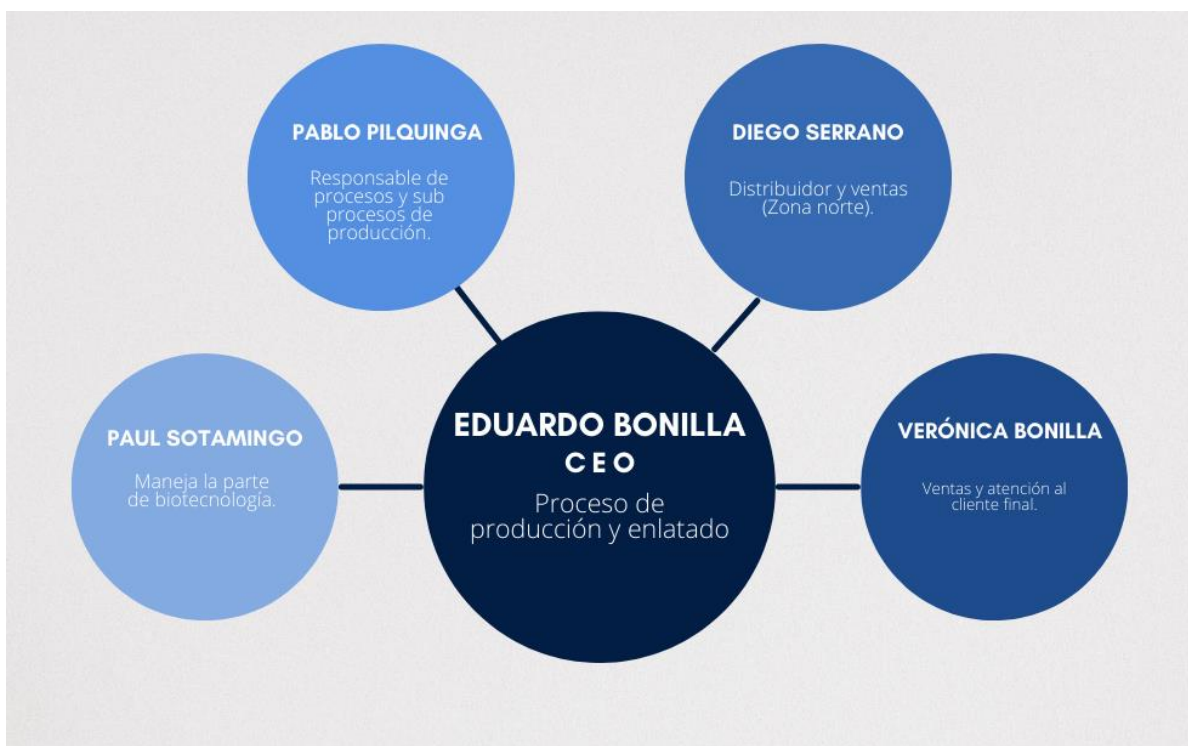 PABLO PILQUINGA
Responsable de
procesos y sub
procesos de
producción.
DIEGO SERRANO
Distribuidor y ventas
(Zona norte).
PAUL SOTAMINGO
Maneja la parte
de biotecnología.
EDUARDO BONILLA
CEO
Proceso de
producción y enlatado
VERÓNICA BONILLA
Ventas y atención al
cliente final.